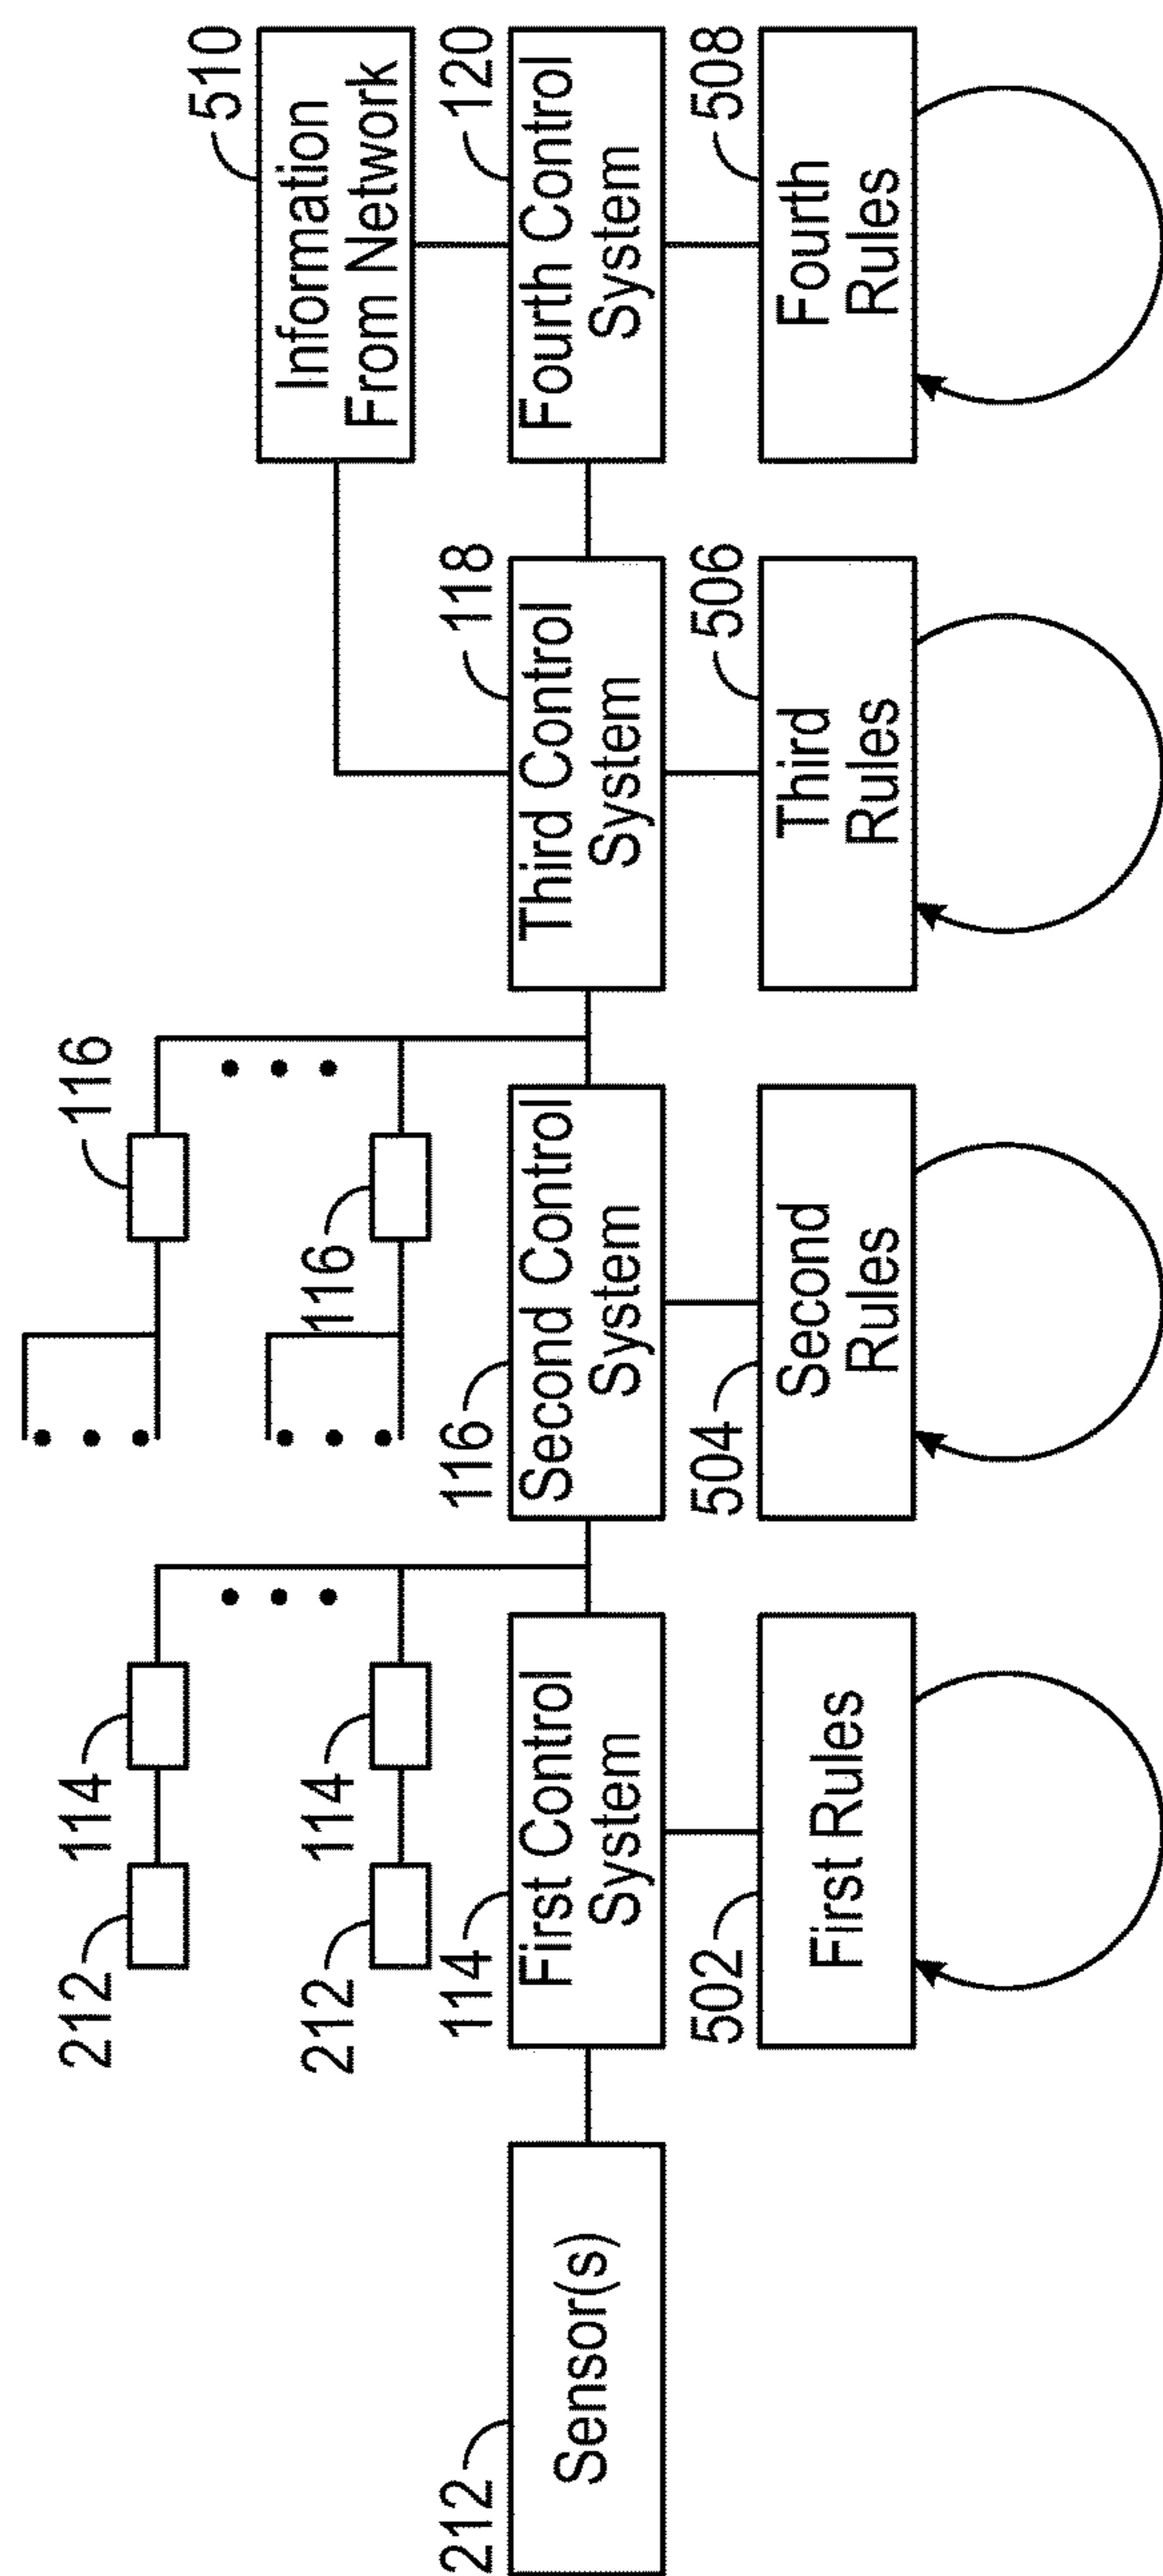 116
114
212
116
114
212
510
Information
From Network
212
Sensor(s)
114
First Control
System
116
Second Control
System
118
Third Control
System
120
Fourth Control
System
502
First Rules
504
Second
Rules
506
Third
Rules
508
Fourth
Rules